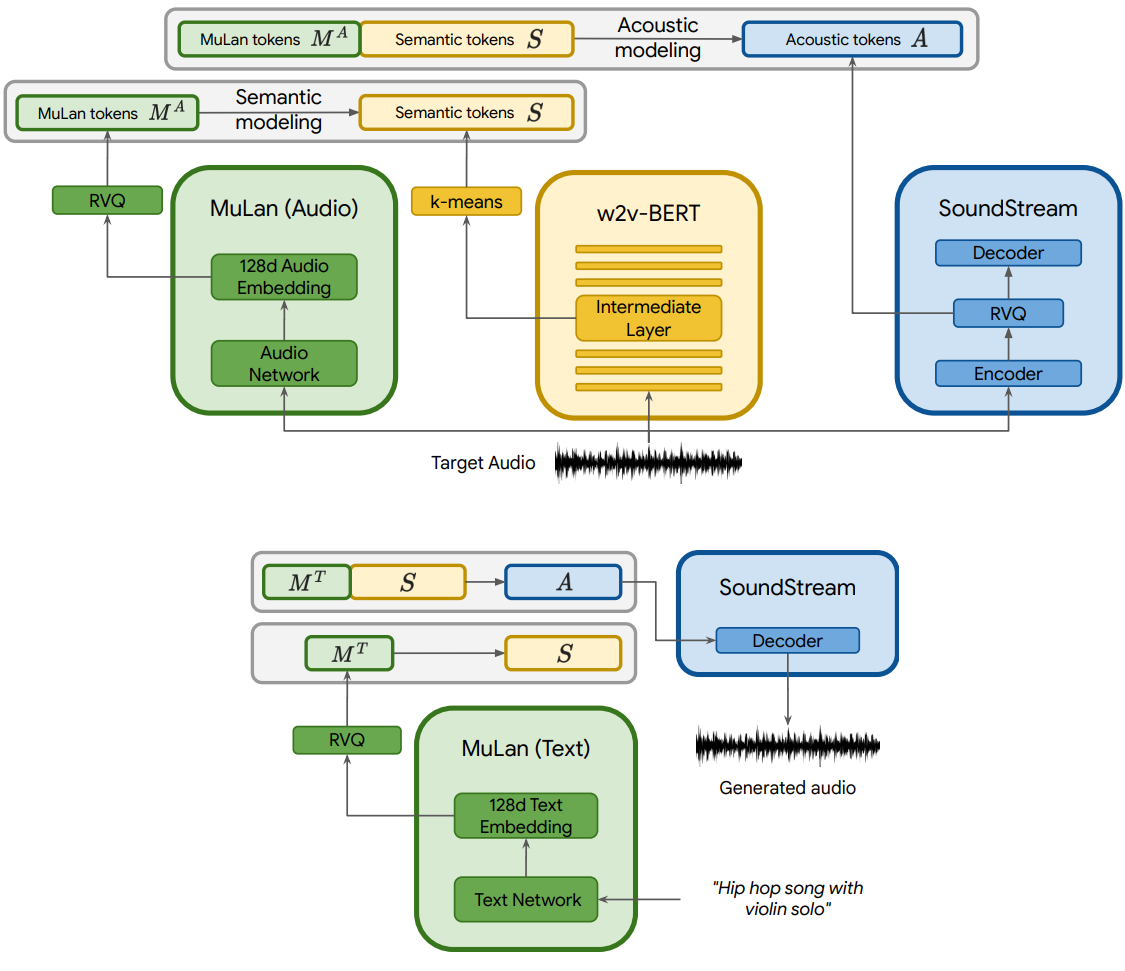 MuLan tokens M^A
Semantic tokens S
Acoustic
modeling
Acoustic tokens A
MuLan tokens M^A
Semantic
modeling
Semantic tokens S
RVQ
MuLan (Audio)
128d Audio
Embedding
Audio
Network
k-means
w2v-BERT
Intermediate
Layer
SoundStream
Decoder
RVQ
Encoder
Target Audio
M^T
S
A
M^T
S
SoundStream
Decoder
Generated audio
RVQ
MuLan (Text)
128d Text
Embedding
Text Network
"Hip hop song with
violin solo"